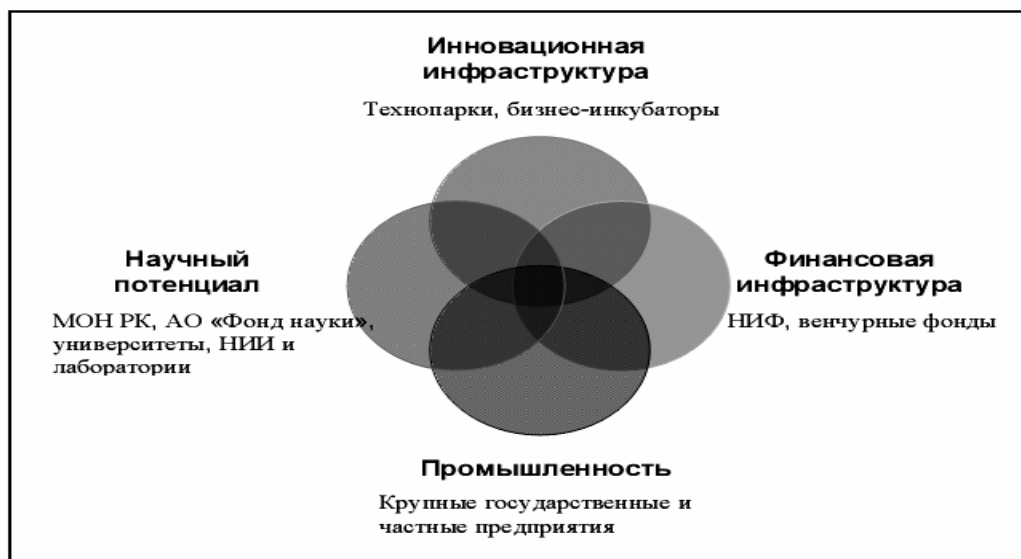 Инновационная
инфраструктура
Технопарки, бизнес-инкубаторы
Научный
потенциал
МОН РК, АО «Фонд науки»,
университеты, НИИ и
лаборатории
Финансовая
инфраструктура
НИФ, венчурные фонды
Промышленность
Крупные государственные и
частные предприятия